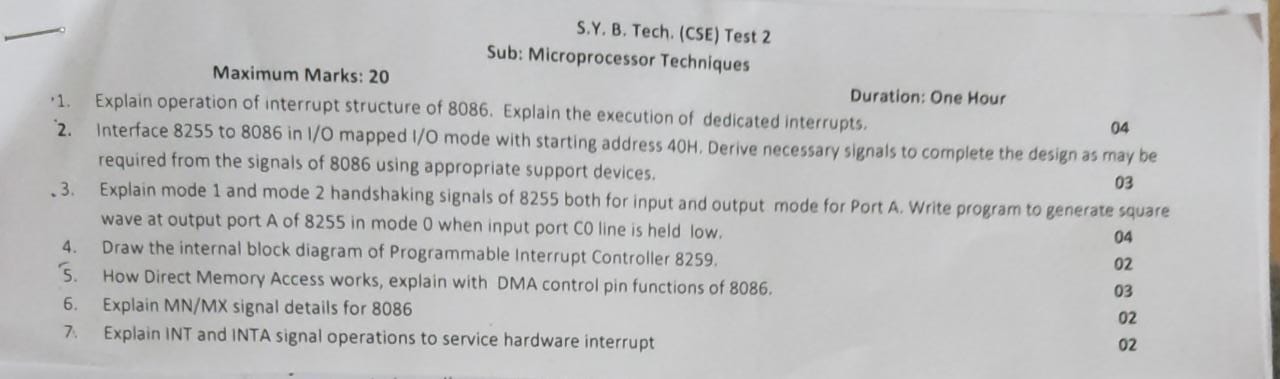 S.Y. B. Tech. (CSE) Test 2
Sub: Microprocessor Techniques
Maximum Marks: 20
Duration: One Hour
1. Explain operation of interrupt structure of 8086. Explain the execution of dedicated interrupts. 04
2. Interface 8255 to 8086 in I/O mapped I/O mode with starting address 40H. Derive necessary signals to complete the design as may be
required from the signals of 8086 using appropriate support devices. 03
3. Explain mode 1 and mode 2 handshaking signals of 8255 both for input and output mode for Port A. Write program to generate square
wave at output port A of 8255 in mode 0 when input port C0 line is held low. 04
4. Draw the internal block diagram of Programmable Interrupt Controller 8259. 02
5. How Direct Memory Access works, explain with DMA control pin functions of 8086. 03
6. Explain MN/MX signal details for 8086 02
7. Explain INT and INTA signal operations to service hardware interrupt 02